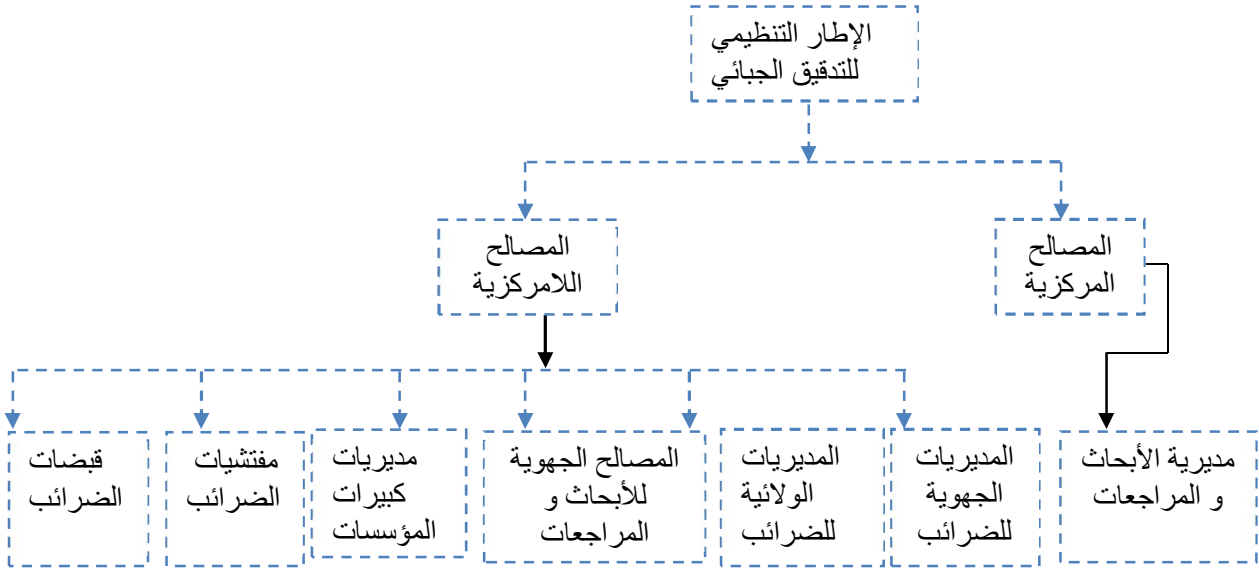 الإطار التنظيمي
للتدقيق الجبائي
المصالح
المركزية
المصالح
اللامركزية
مديرية الأبحاث
و المراجعات
المديريات
الجهوية
للضرائب
المديريات
الولائية
للضرائب
المصالح الجهوية
للأبحاث و
المراجعات
مديريات
كبيرات
المؤسسات
مفتشيات
الضرائب
قبضات
الضرائب